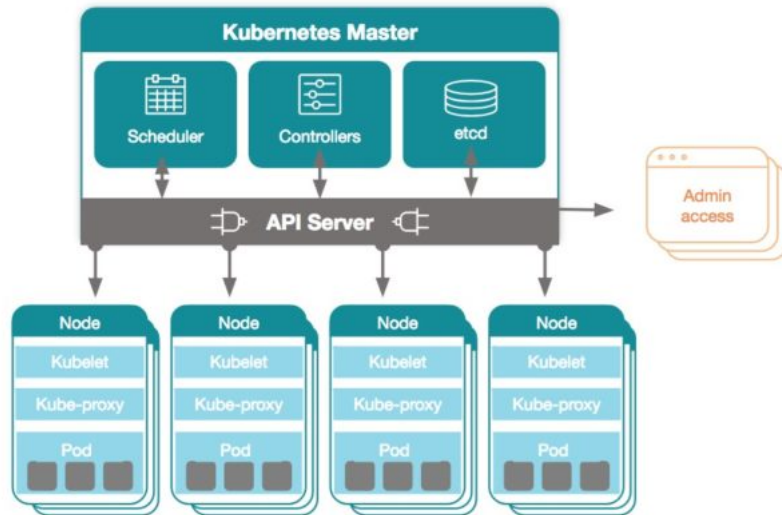 Kubernetes Master
Scheduler
Controllers
etcd
API Server
Admin
access
Node
Node
Node
Node
Kubelet
Kubelet
Kubelet
Kubelet
Kube-proxy
Kube-proxy
Kube-proxy
Kube-proxy
Pod
Pod
Pod
Pod